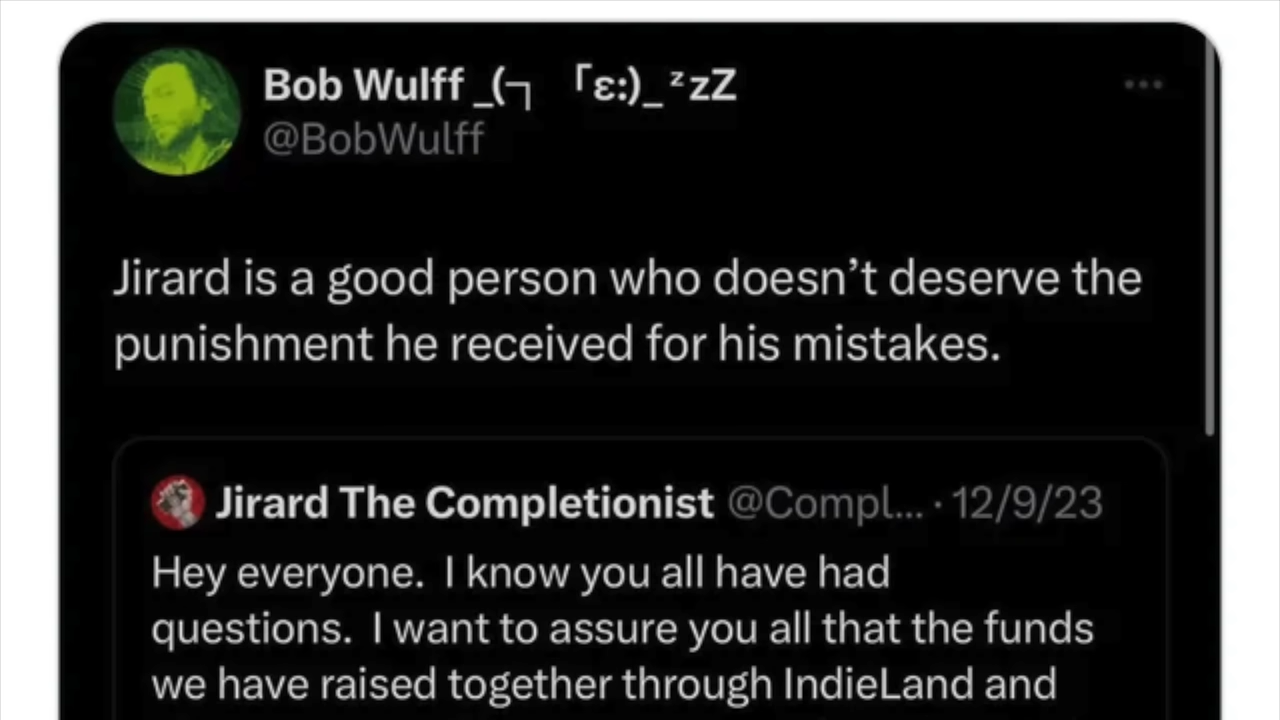 Bob Wulff _(┐「ε:)_ᶻzZ
@BobWulff
Jirard is a good person who doesn’t deserve the
punishment he received for his mistakes.
Jirard The Completionist @Compl... · 12/9/23
Hey everyone.  I know you all have had
questions.  I want to assure you all that the funds
we have raised together through IndieLand and